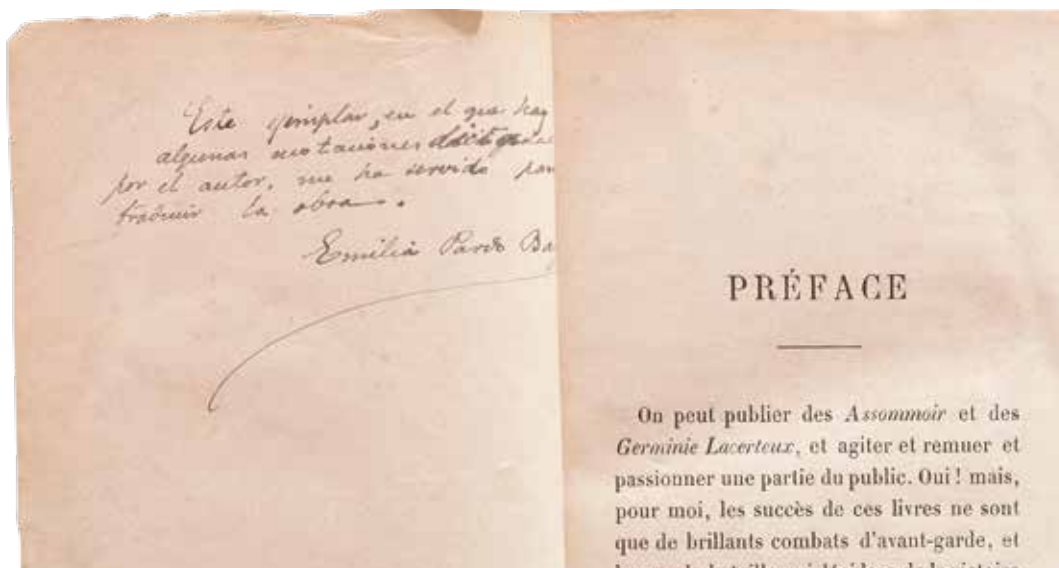 Este ejemplar, en el que hay
algunas anotaciones
por el autor, me ha servido par
traducir la obra.
Emilia Pardo Ba
PRÉFACE
On peut publier des Assommoir et des
Germinie Lacerteux, et agiter et remuer et
passionner une partie du public. Oui ! mais,
pour moi, les succès de ces livres ne sont
que de brillants combats d'avant-garde, et